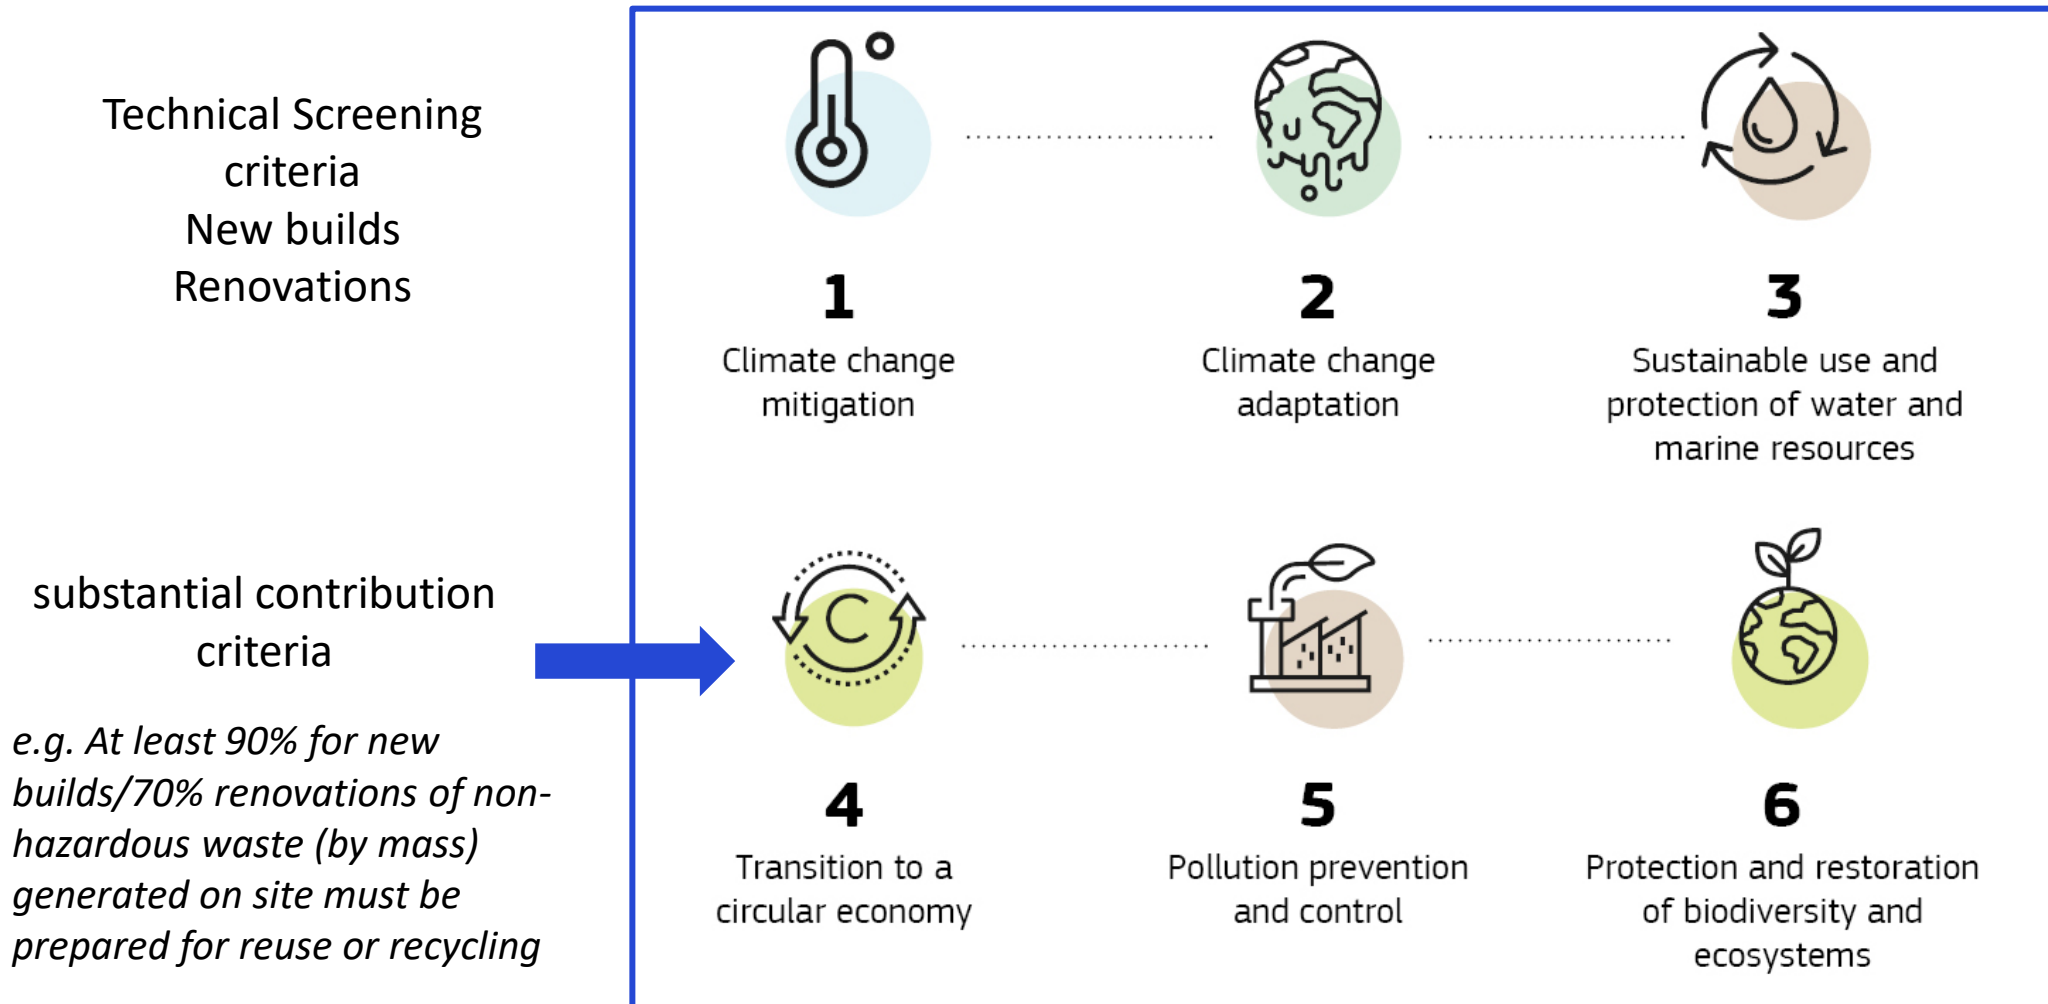 Technical Screening
criteria
New builds
Renovations
substantial contribution
criteria
e.g. At least 90% for new
builds/70% renovations of non-
hazardous waste (by mass)
generated on site must be
prepared for reuse or recycling
1
Climate change
mitigation
2
Climate change
adaptation
3
Sustainable use and
protection of water and
marine resources
4
Transition to a
circular economy
5
Pollution prevention
and control
6
Protection and restoration
of biodiversity and
ecosystems